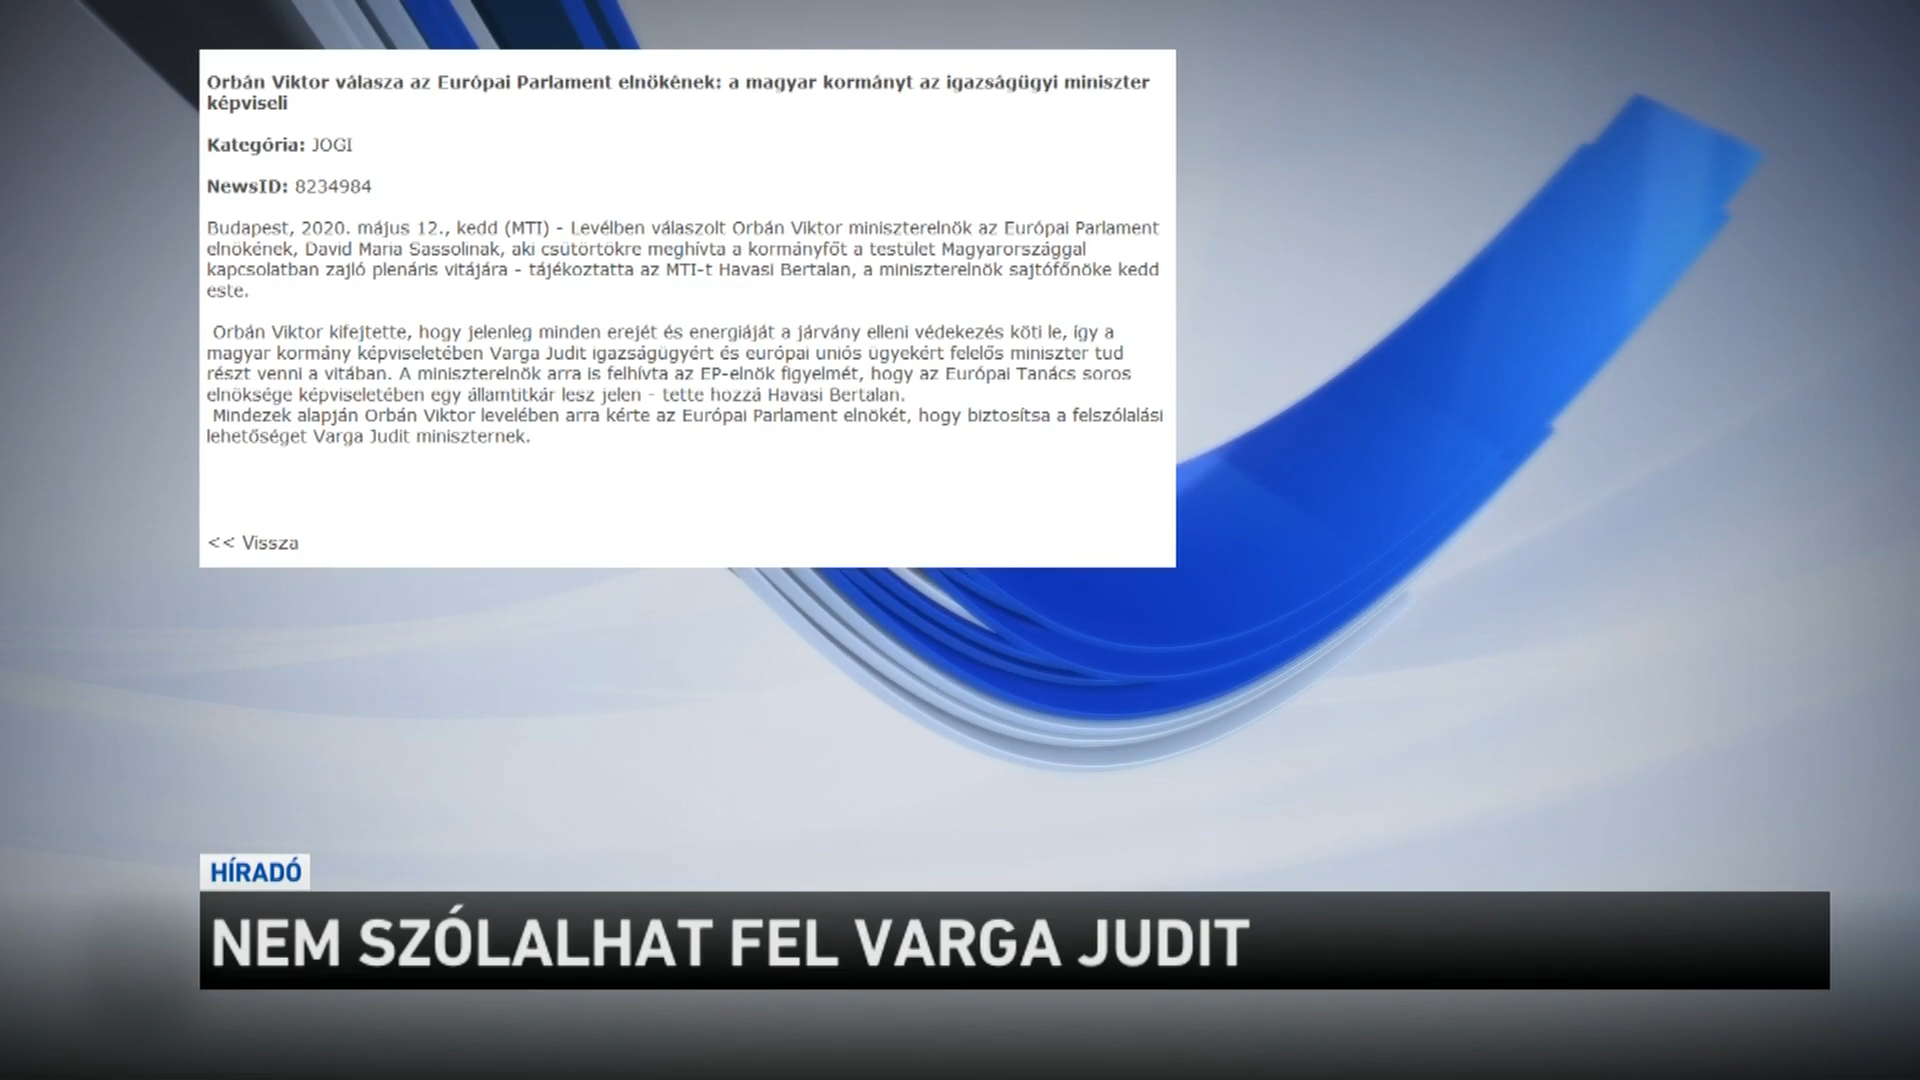 Orbán Viktor válasza az Európai Parlament elnökének: a magyar kormányt az igazságügyi miniszter
képviseli
Kategória: JOGI
NewsID: 8234984
Budapest, 2020. május 12., kedd (MTI) - Levélben válaszolt Orbán Viktor miniszterelnök az Európai Parlament
elnökének, David Maria Sassolinak, aki csütörtökre meghívta a kormányfőt a testület Magyarországgal
kapcsolatban zajló plenáris vitájára - tájékoztatta az MTI-t Havasi Bertalan, a miniszterelnök sajtófőnöke kedd
este.
Orbán Viktor kifejtette, hogy jelenleg minden erejét és energiáját a járvány elleni védekezés köti le, így a
magyar kormány képviseletében Varga Judit igazságügyért és európai uniós ügyekért felelős miniszter tud
részt venni a vitában. A miniszterelnök arra is felhívta az EP-elnök figyelmét, hogy az Európai Tanács soros
elnöksége képviseletében egy államtitkár lesz jelen - tette hozzá Havasi Bertalan.
Mindezek alapján Orbán Viktor levelében arra kérte az Európai Parlament elnökét, hogy biztosítsa a felszólalási
lehetőséget Varga Judit miniszternek.
<< Vissza
HÍRADÓ
NEM SZÓLALHAT FEL VARGA JUDIT